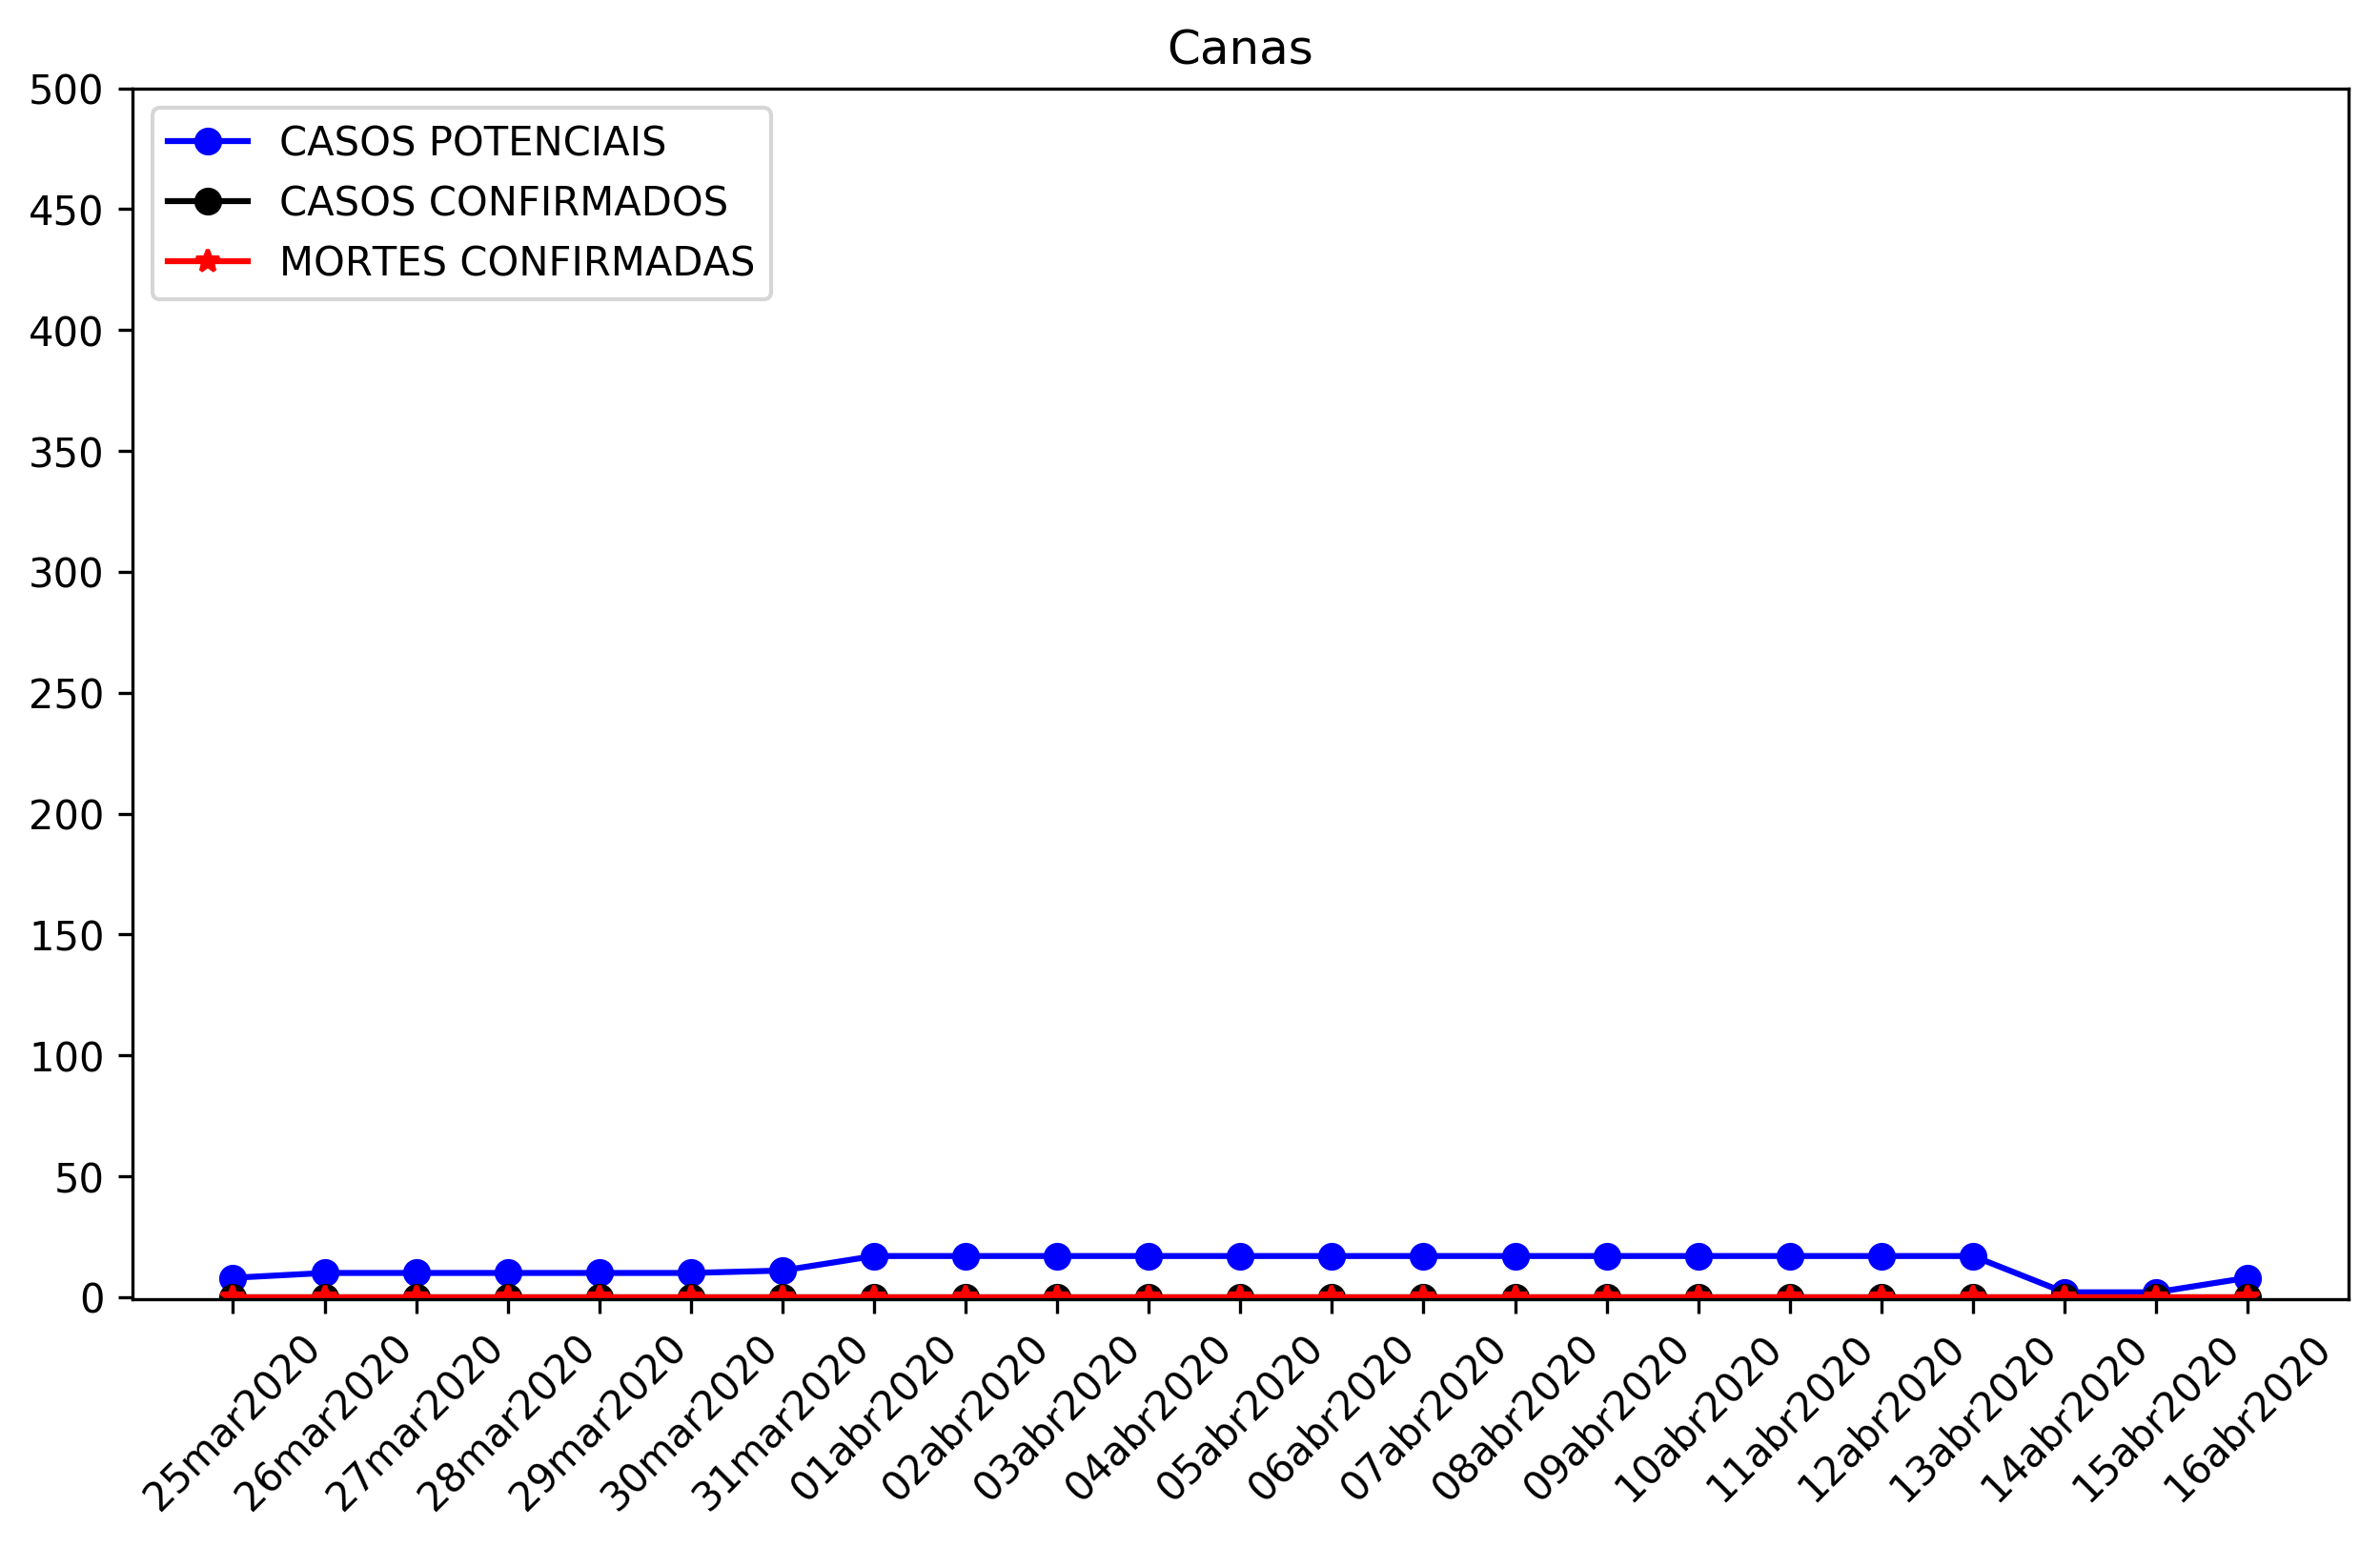 Canas
500
450
400
350
300
250
200
150
100
50
0
CASOS POTENCIAIS
CASOS CONFIRMADOS
MORTES CONFIRMADAS
25mar2020
26mar2020
27mar2020
28mar2020
29mar2020
30mar2020
31mar2020
01abr2020
02abr2020
03abr2020
04abr2020
05abr2020
06abr2020
07abr2020
08abr2020
09abr2020
10abr2020
11abr2020
12abr2020
13abr2020
14abr2020
15abr2020
16abr2020